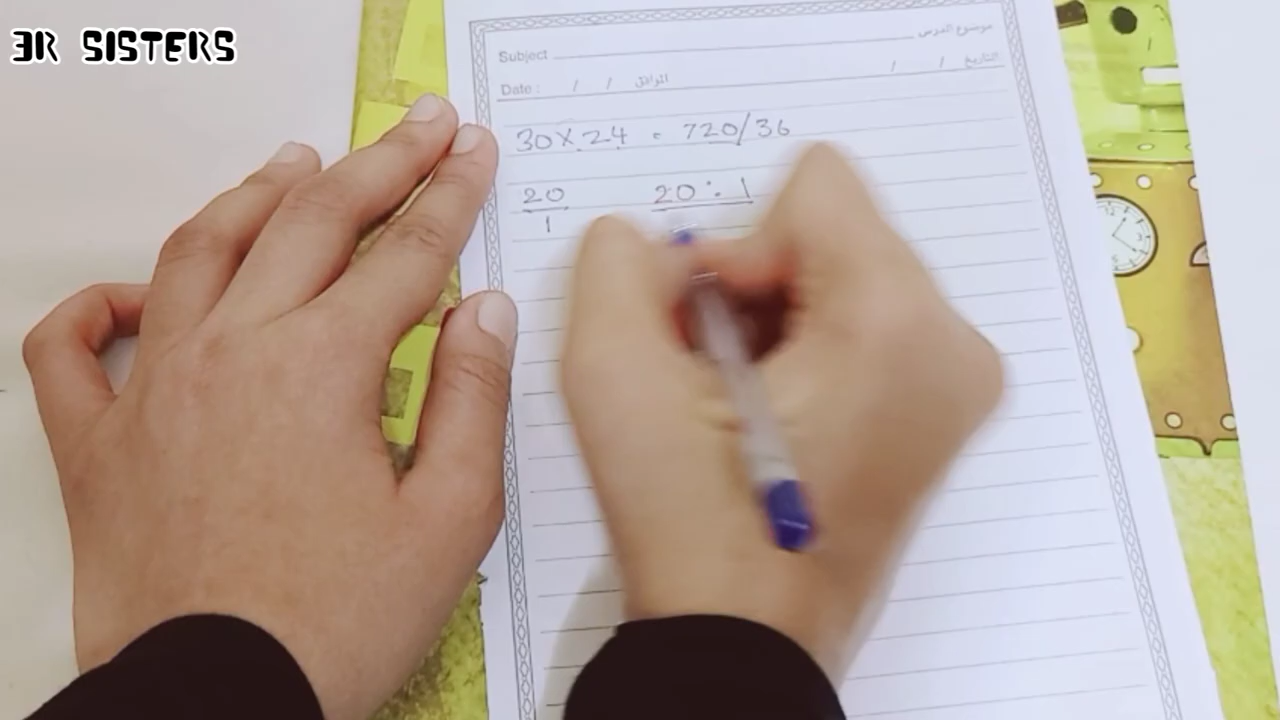 3R SISTERS
موضوع الدرس
Subject
Date : / / الموافق / / التاريخ
30 X 24 = 720/36
20 20 : 1
1